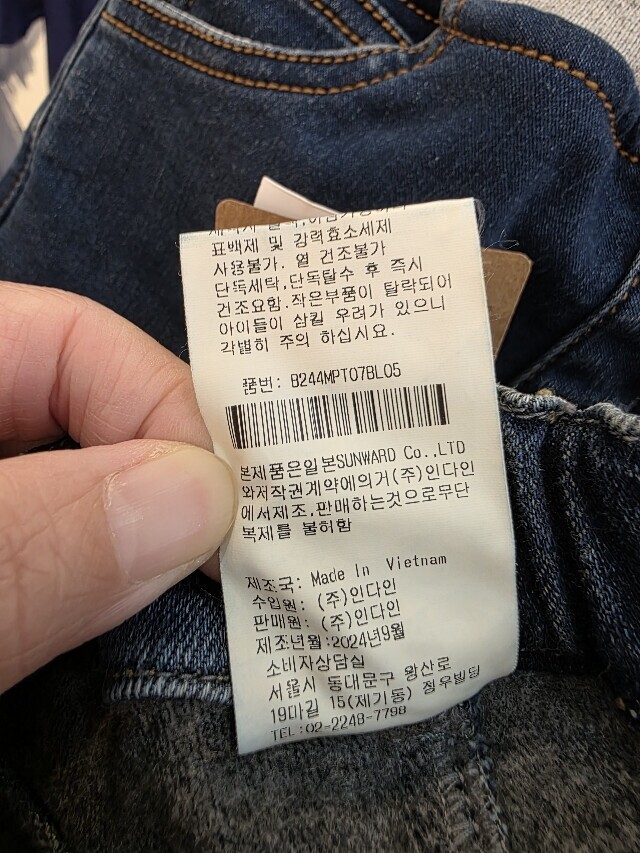 표백제 및 강력효소세제
사용불가. 열 건조불가
단독세탁,단독탈수 후 즉시
건조요함.작은부품이 탈락되어
아이들이 삼킬 우려가 있으니
각별히 주의 하십시요.
품번: B244MPT07BL05
본제품은일본SUNWARD Co.,LTD
와저작권계약에의거(주)인다인
에서제조,판매하는것으로무단
복제를 불허함
제조국: Made In Vietnam
수입원: (주)인다인
판매원: (주)인다인
제조년월:2024년9월
소비자상담실
서울시 동대문구 왕산로
19마길 15(제기동) 정우빌딩
TEL:02-2248-7798